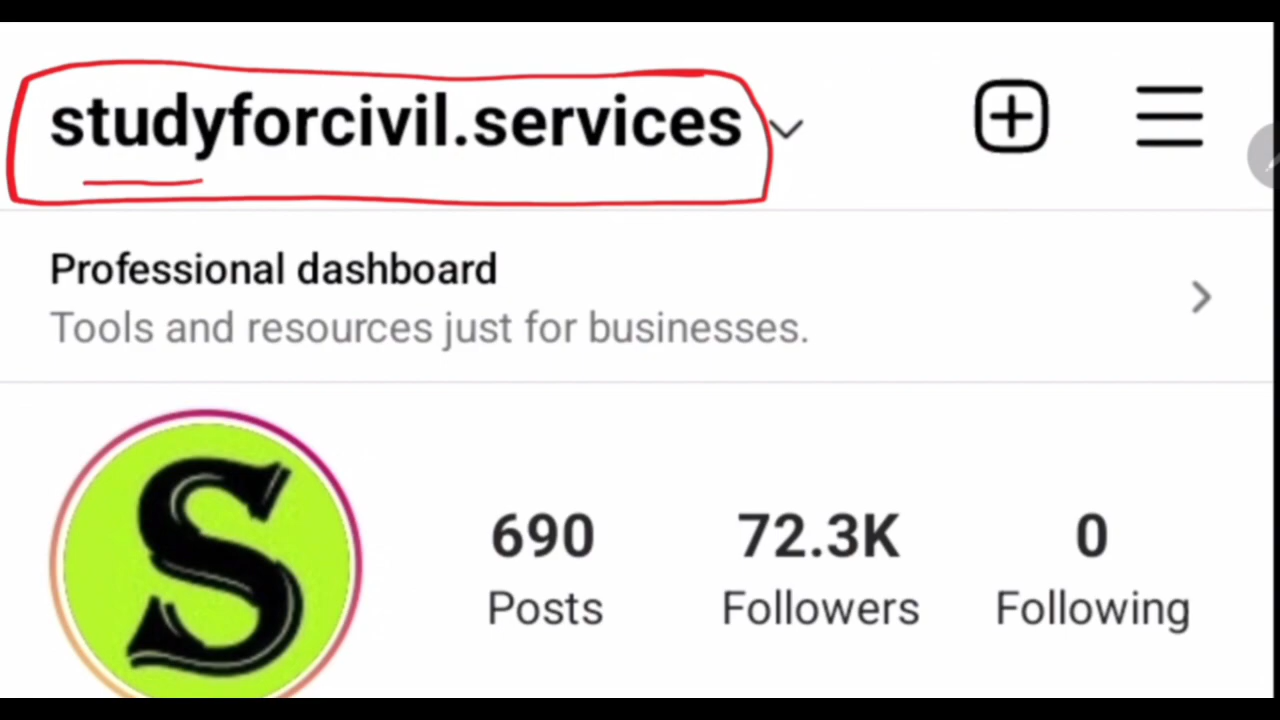 studyforcivil.services
Professional dashboard
Tools and resources just for businesses.
S
690 72.3K 0
Posts Followers Following